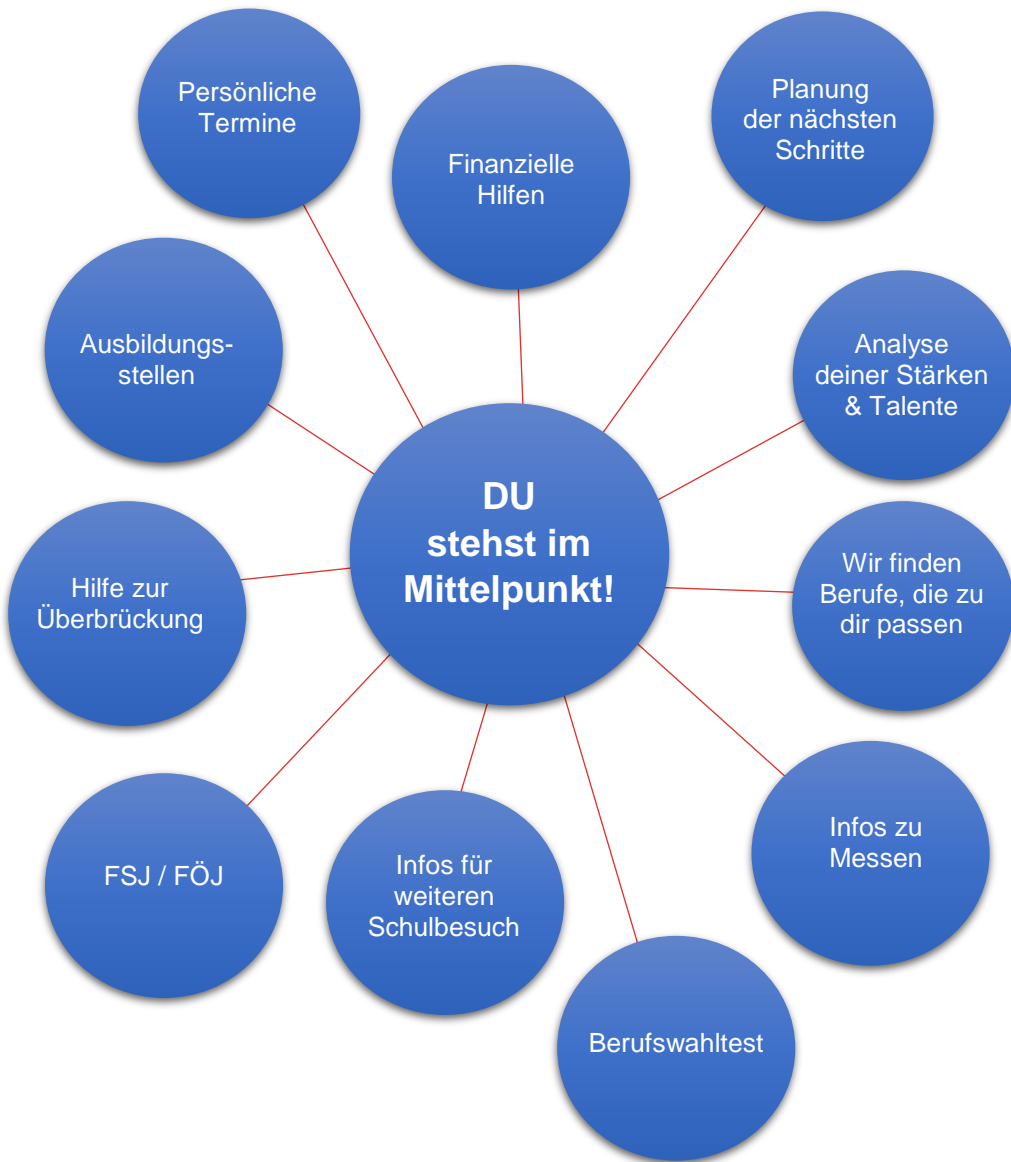 Persönliche
Termine
Finanzielle
Hilfen
Planung
der nächsten
Schritte
Ausbildungs-
stellen
Analyse
deiner Stärken
& Talente
DU
stehst im
Mittelpunkt!
Hilfe zur
Überbrückung
Wir finden
Berufe, die zu
dir passen
FSJ / FÖJ
Infos für
weiteren
Schulbesuch
Infos zu
Messen
Berufswahltest